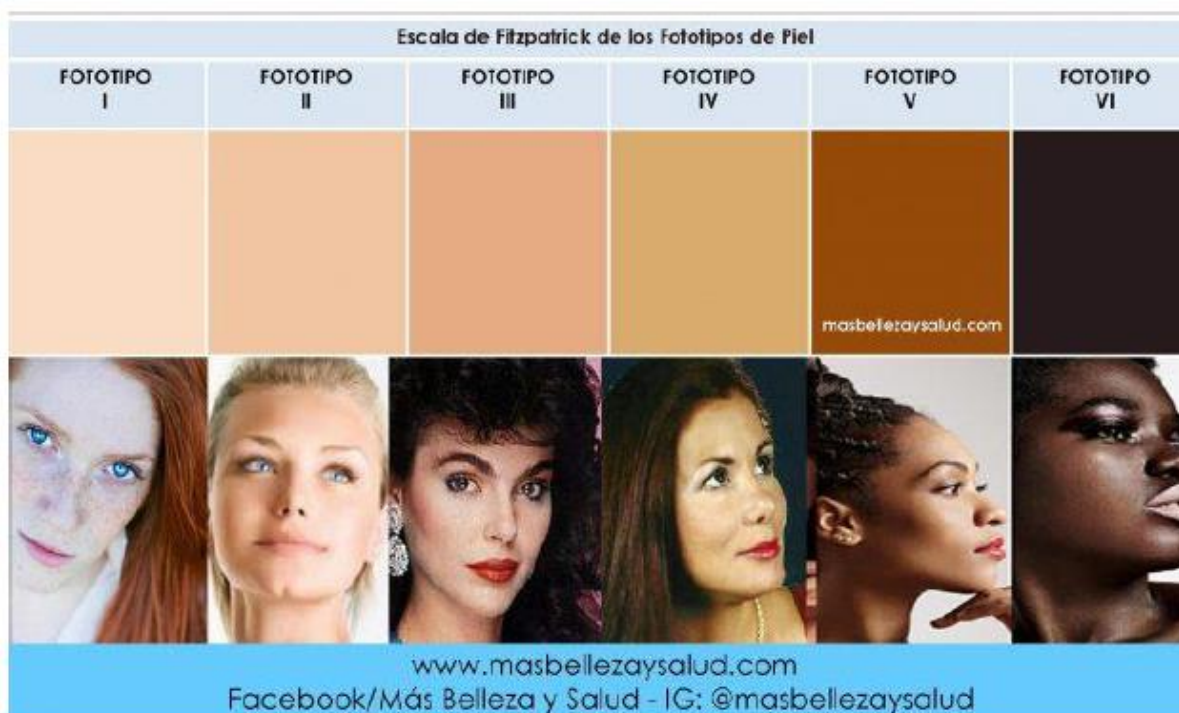 Escala de Fitzpatrick de los Fototipos de Piel
FOTOTIPO
I
FOTOTIPO
II
FOTOTIPO
III
FOTOTIPO
IV
FOTOTIPO
V
FOTOTIPO
VI
masbellezaysalud.com
www.masbellezaysalud.com
Facebook/Más Belleza y Salud - IG: @masbellezaysalud